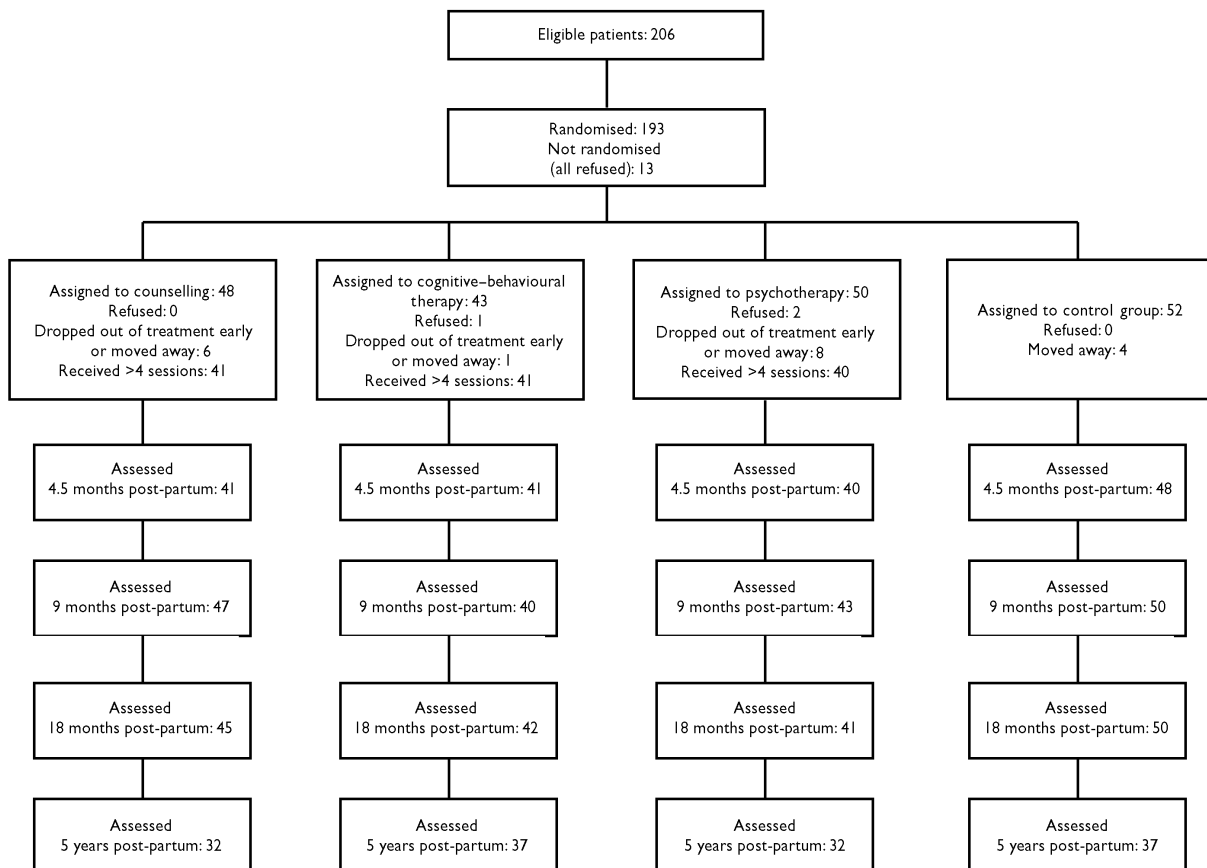 Eligible patients: 206
Randomised: 193
Not randomised
(all refused): 13
Assigned to counselling: 48
Refused: 0
Dropped out of treatment early
or moved away: 6
Received >4 sessions: 41
Assigned to cognitive–behavioural
therapy: 43
Refused: 1
Dropped out of treatment early
or moved away: 1
Received >4 sessions: 41
Assigned to psychotherapy: 50
Refused: 2
Dropped out of treatment early
or moved away: 8
Received >4 sessions: 40
Assigned to control group: 52
Refused: 0
Moved away: 4
Assessed
4.5 months post-partum: 41
Assessed
4.5 months post-partum: 41
Assessed
4.5 months post-partum: 40
Assessed
4.5 months post-partum: 48
Assessed
9 months post-partum: 47
Assessed
9 months post-partum: 40
Assessed
9 months post-partum: 43
Assessed
9 months post-partum: 50
Assessed
18 months post-partum: 45
Assessed
18 months post-partum: 42
Assessed
18 months post-partum: 41
Assessed
18 months post-partum: 50
Assessed
5 years post-partum: 32
Assessed
5 years post-partum: 37
Assessed
5 years post-partum: 32
Assessed
5 years post-partum: 37